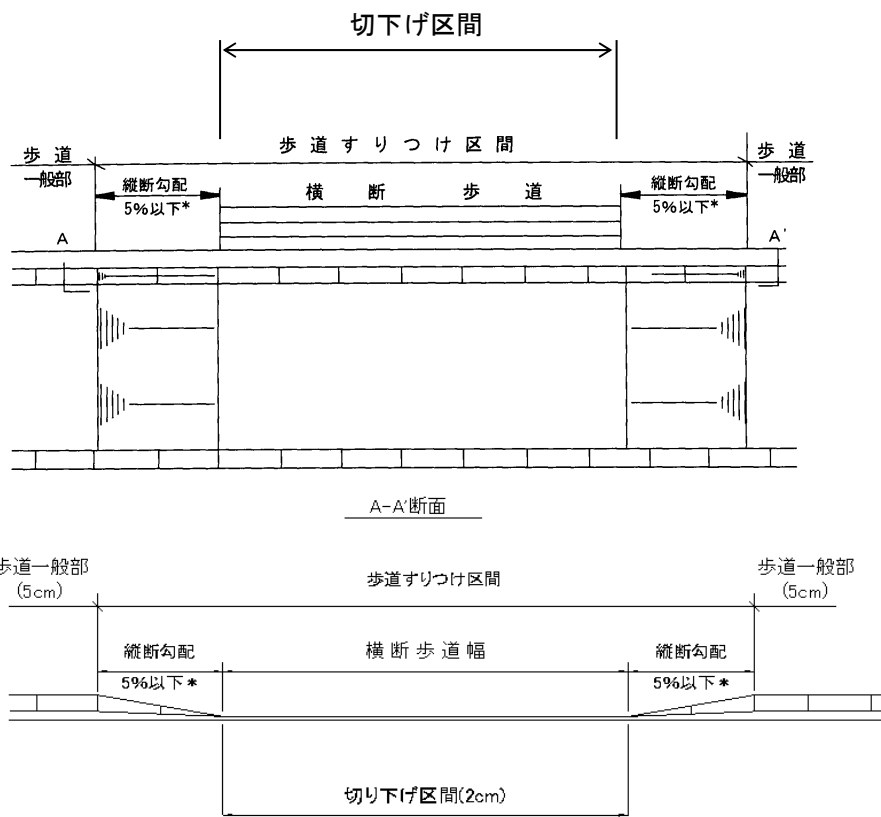 切下げ区間
歩道すりつけ区間
歩道
一般部
歩道
一般部
縦断勾配
5%以下*
横断歩道
縦断勾配
5%以下*
A
A'
A-A'断面
歩道一般部
(5cm)
歩道すりつけ区間
歩道一般部
(5cm)
縦断勾配
5%以下*
横断歩道幅
縦断勾配
5%以下*
切り下げ区間(2cm)